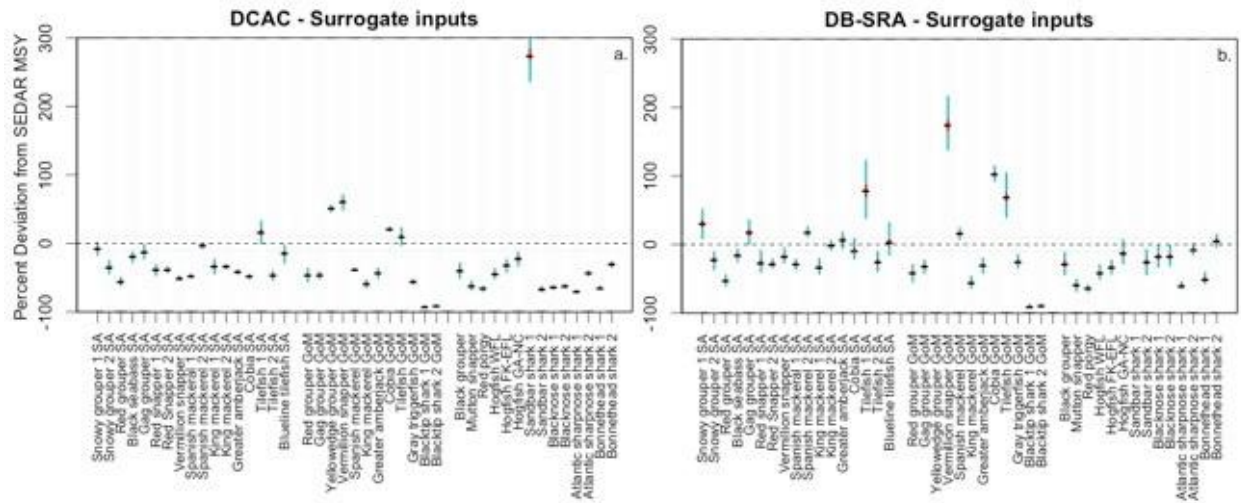 DCAC - Surrogate inputs
a.
Percent Deviation from SEDAR MSY
300
200
100
0
-100
Snowy grouper 1 SA
Snowy grouper 2 SA
Red grouper SA
Black seabass SA
Gag grouper SA
Red snapper 1 SA
Red Snapper 2 SA
Vermilion snapper SA
Spanish mackerel 1 SA
Spanish mackerel 2 SA
King mackerel 1 SA
King mackerel 2 SA
Greater amberjack SA
Cobia SA
Tilefish 1 SA
Tilefish 2 SA
Blueline tilefish SA
Red grouper GoM
Gag grouper GoM
Yellowedge grouper GoM
Vermilion snapper GoM
Spanish mackerel GoM
King mackerel GoM
Greater amberjack GoM
Cobia GoM
Tilefish GoM
Gray triggerfish GoM
Blacktip shark 1 GoM
Blacktip shark 2 GoM
Black grouper
Mutton snapper
Red porgy
Hogfish WFL
Hogfish FK-EFL
Hogfish GA-NC
Sandbar shark 1
Sandbar shark 2
Blacknose shark 1
Blacknose shark 2
Atlantic sharpnose shark 1
Atlantic sharpnose shark 2
Bonnethead shark 1
Bonnethead shark 2
DB-SRA - Surrogate inputs
b.
300
200
100
0
-100
Snowy grouper 1 SA
Snowy grouper 2 SA
Red grouper SA
Black seabass SA
Gag grouper SA
Red snapper 1 SA
Red Snapper 2 SA
Vermilion snapper SA
Spanish mackerel 1 SA
Spanish mackerel 2 SA
King mackerel 1 SA
King mackerel 2 SA
Greater amberjack SA
Cobia SA
Tilefish 1 SA
Tilefish 2 SA
Blueline tilefish SA
Red grouper GoM
Gag grouper GoM
Yellowedge grouper GoM
Vermilion snapper GoM
Spanish mackerel GoM
King mackerel GoM
Greater amberjack GoM
Cobia GoM
Tilefish GoM
Gray triggerfish GoM
Blacktip shark 1 GoM
Blacktip shark 2 GoM
Black grouper
Mutton snapper
Red porgy
Hogfish WFL
Hogfish FK-EFL
Hogfish GA-NC
Sandbar shark 1
Sandbar shark 2
Blacknose shark 1
Blacknose shark 2
Atlantic sharpnose shark 1
Atlantic sharpnose shark 2
Bonnethead shark 1
Bonnethead shark 2